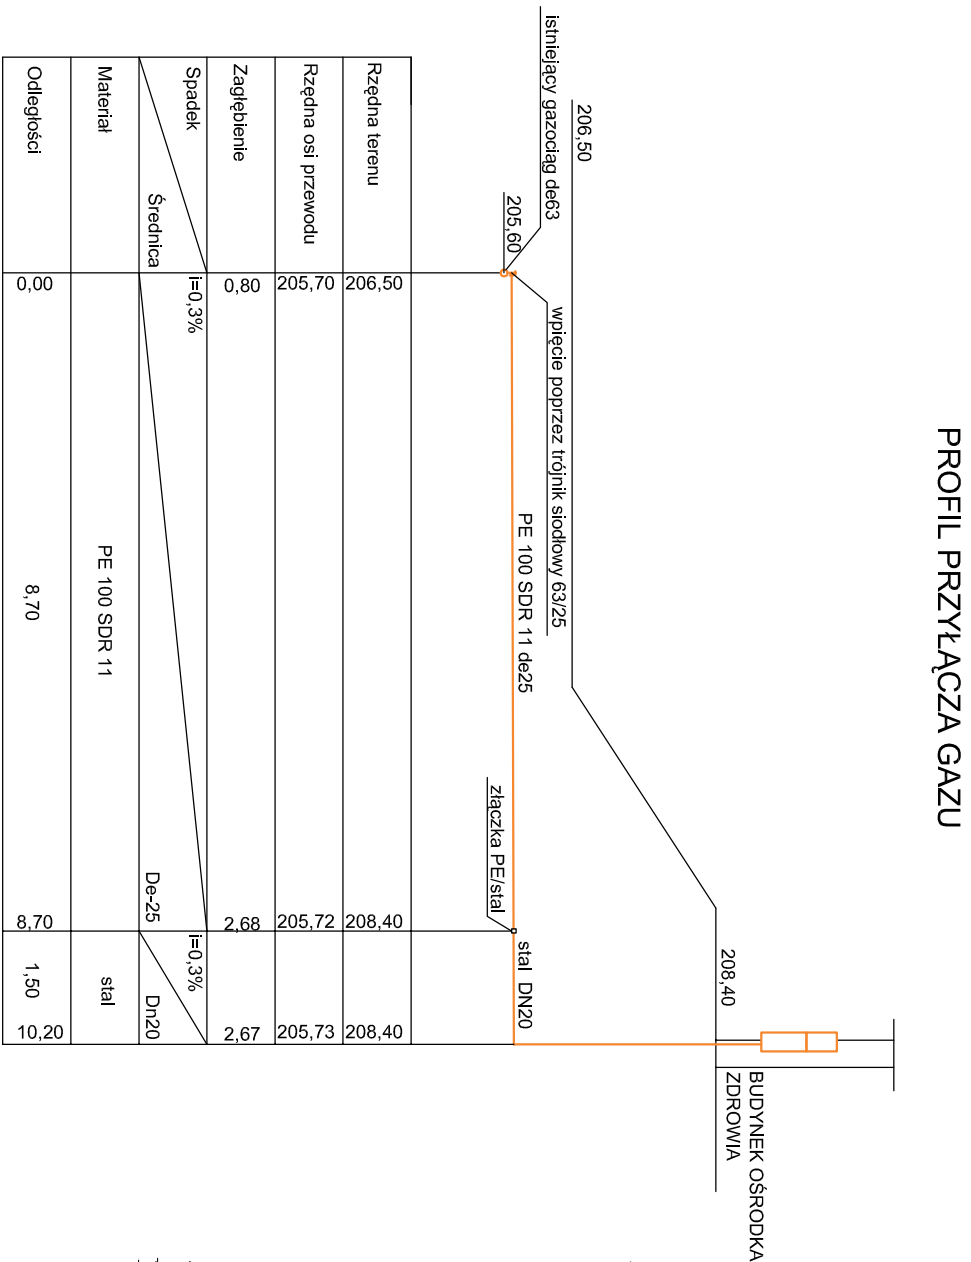 PROFIL PRZYŁĄCZA GAZU
BUDYNEK OŚRODKA
ZDROWIA
208,40
206,50
istniejący gazociąg de63
205,60
wpięcie poprzez trójnik siodłowy 63/25
PE 100 SDR 11 de25
złączka PE/stal
stal DN20
Rzędna terenu
206,50
208,40
208,40
Rzędna osi przewodu
205,70
205,72
205,73
Zagłębienie
0,80
2,68
2,67
Spadek
i=0,3%
i=0,3%
Średnica
De-25
Dn20
Materiał
PE 100 SDR 11
stal
Odległości
0,00
8,70
8,70
1,50
10,20